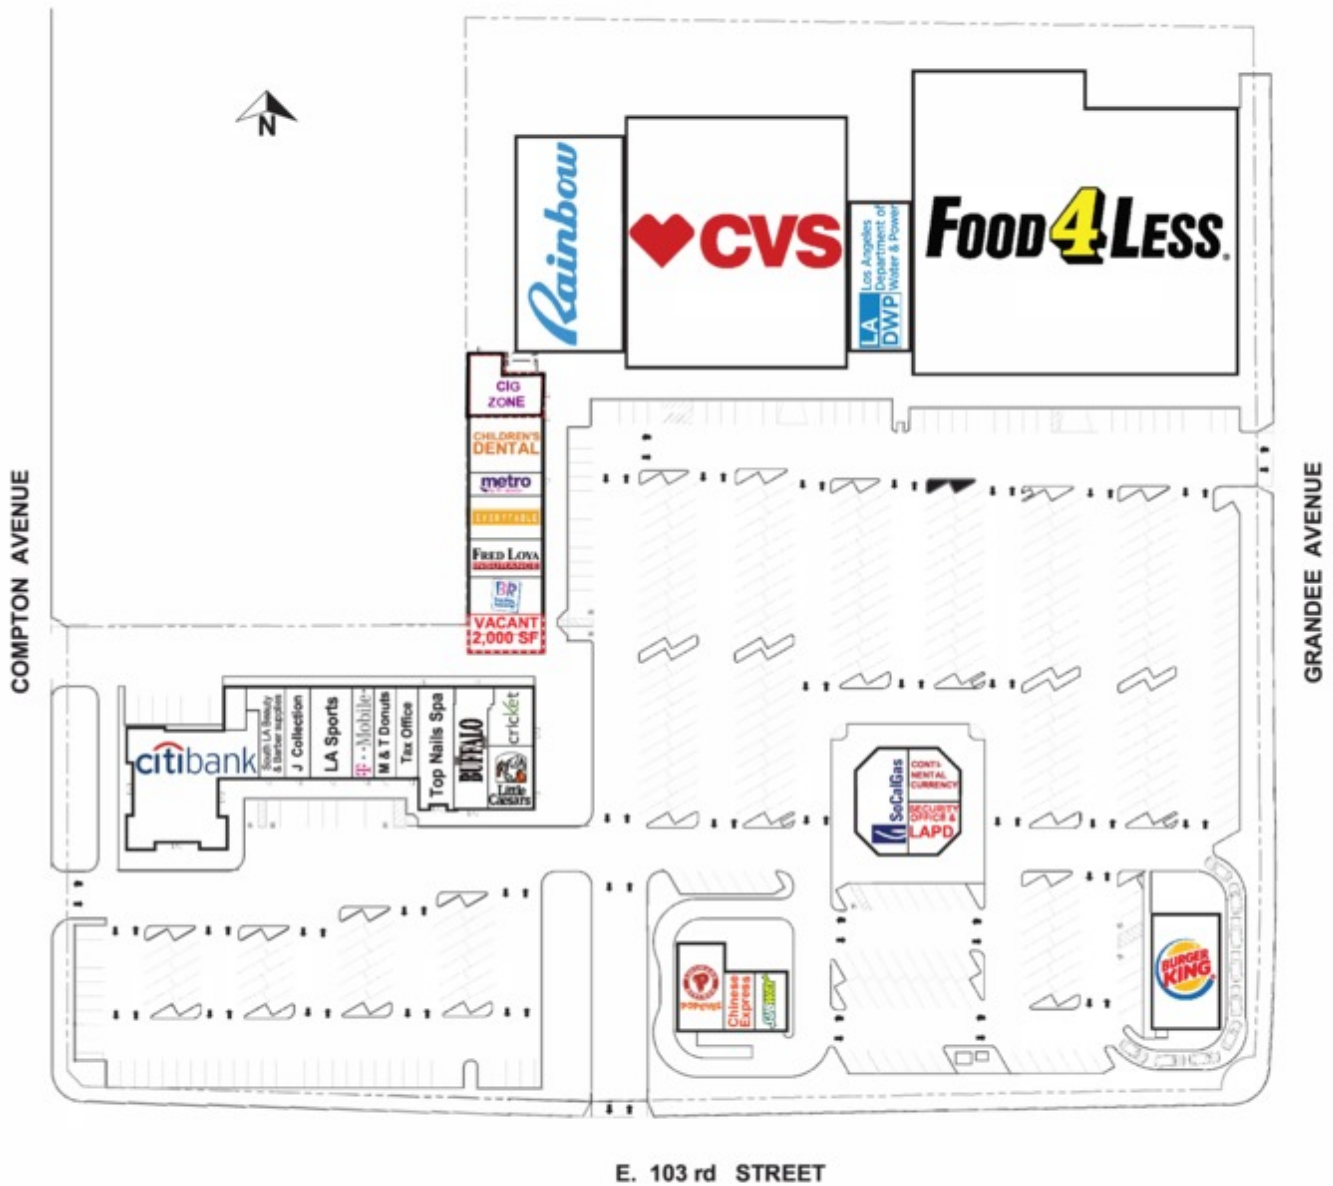 N
Rainbow
CVS
LA
DWP
Los Angeles
Department of
Water & Power
FOOD 4 LESS
CIG
ZONE
CHILDREN'S
DENTAL
metro
EVERYTABLE
FRED LOYA
INSURANCE
BR
VACANT
2,000 SF
COMPTON AVENUE
GRANDEE AVENUE
citibank
South LA Beauty
& Barber supplies
J Collection
LA Sports
T - Mobile
M & T Donuts
Tax Office
Top Nails Spa
BUFFALO
cricket
Little
Caesars
SoCalGas
CONTI-
NENTAL
CURRENCY
SECURITY
OFFICE &
LAPD
POPEYES
Chinese
Express
SUBWAY
BURGER
KING
E. 103 rd STREET